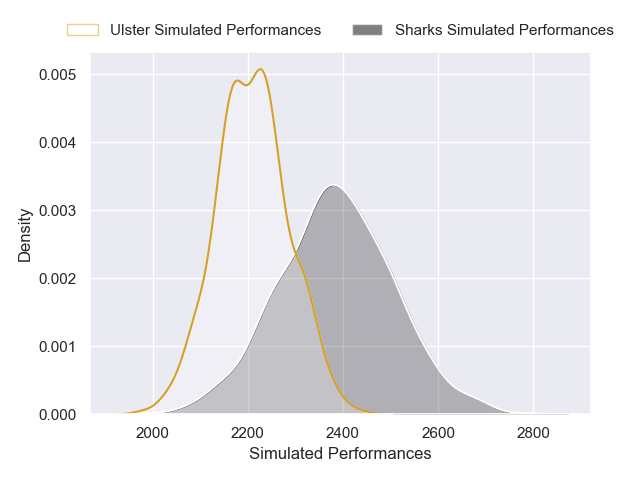 Ulster Simulated Performances Sharks Simulated Performances
0.005
0.004
0.003
0.002
0.001
0.000
Density
2000 2200 2400 2600 2800
Simulated Performances